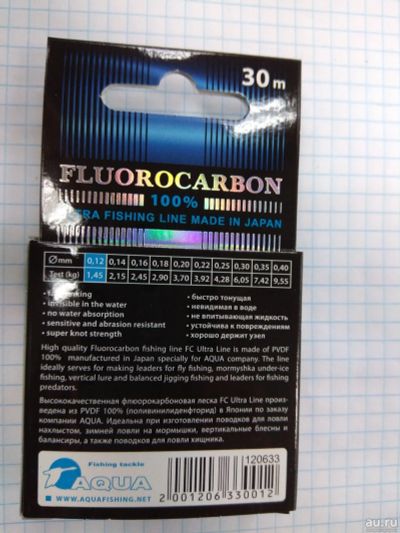 30 m
FLUOROCARBON
100%
ULTRA FISHING LINE MADE IN JAPAN
Ø mm 0,12 0,14 0,16 0,18 0,20 0,22 0,25 0,30 0,35 0,40
Test (kg) 1,45 2,15 2,45 2,90 3,70 3,92 4,28 6,05 7,42 9,55
• fast sinking
• invisible in the water
• no water absorption
• sensitive and abrasion resistant
• super knot strength
• быстро тонущая
• невидимая в воде
• не впитывающая жидкость
• устойчива к повреждениям
• хорошо держит узел
High quality Fluorocarbon fishing line FC Ultra Line is made of PVDF
100% manufactured in Japan specially for AQUA company. The line
ideally serves for making leaders for fly fishing, mormyshka under-ice
fishing, vertical lure and balanced jigging fishing and leaders for fishing
predators.
Высококачественная флюорокарбоновая леска FC Ultra Line произ-
ведена из PVDF 100% (поливинилиденфторид) в Японии по заказу
компании AQUA. Идеальна при изготовлении поводков для ловли
нахлыстом, зимней ловли на мормышки, вертикальные блесны и
балансиры, а также поводков для ловли хищника.
Fishing tackle
AQUA
WWW.AQUAFISHING.NET
120633
2 001206 330012
au.ru